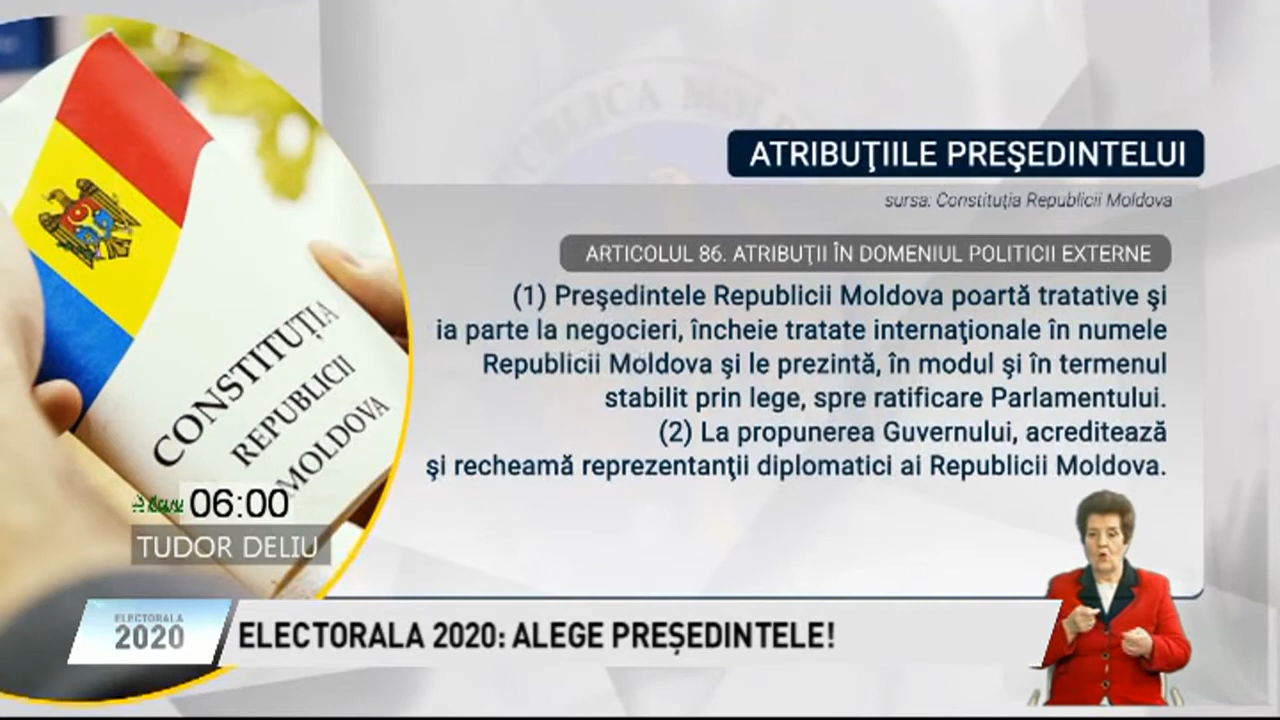 ATRIBUŢIILE PREŞEDINTELUI
sursa: Constituţia Republicii Moldova
ARTICOLUL 86. ATRIBUŢII ÎN DOMENIUL POLITICII EXTERNE
(1) Preşedintele Republicii Moldova poartă tratative şi
ia parte la negocieri, încheie tratate internaţionale în numele
Republicii Moldova şi le prezintă, în modul şi în termenul
stabilit prin lege, spre ratificare Parlamentului.
(2) La propunerea Guvernului, acreditează
şi recheamă reprezentanţii diplomatici ai Republicii Moldova.
CONSTITUŢIA
REPUBLICII
MOLDOVA
06:00
TUDOR DELIU
ELECTORALA
2020
ELECTORALA 2020: ALEGE PREȘEDINTELE!